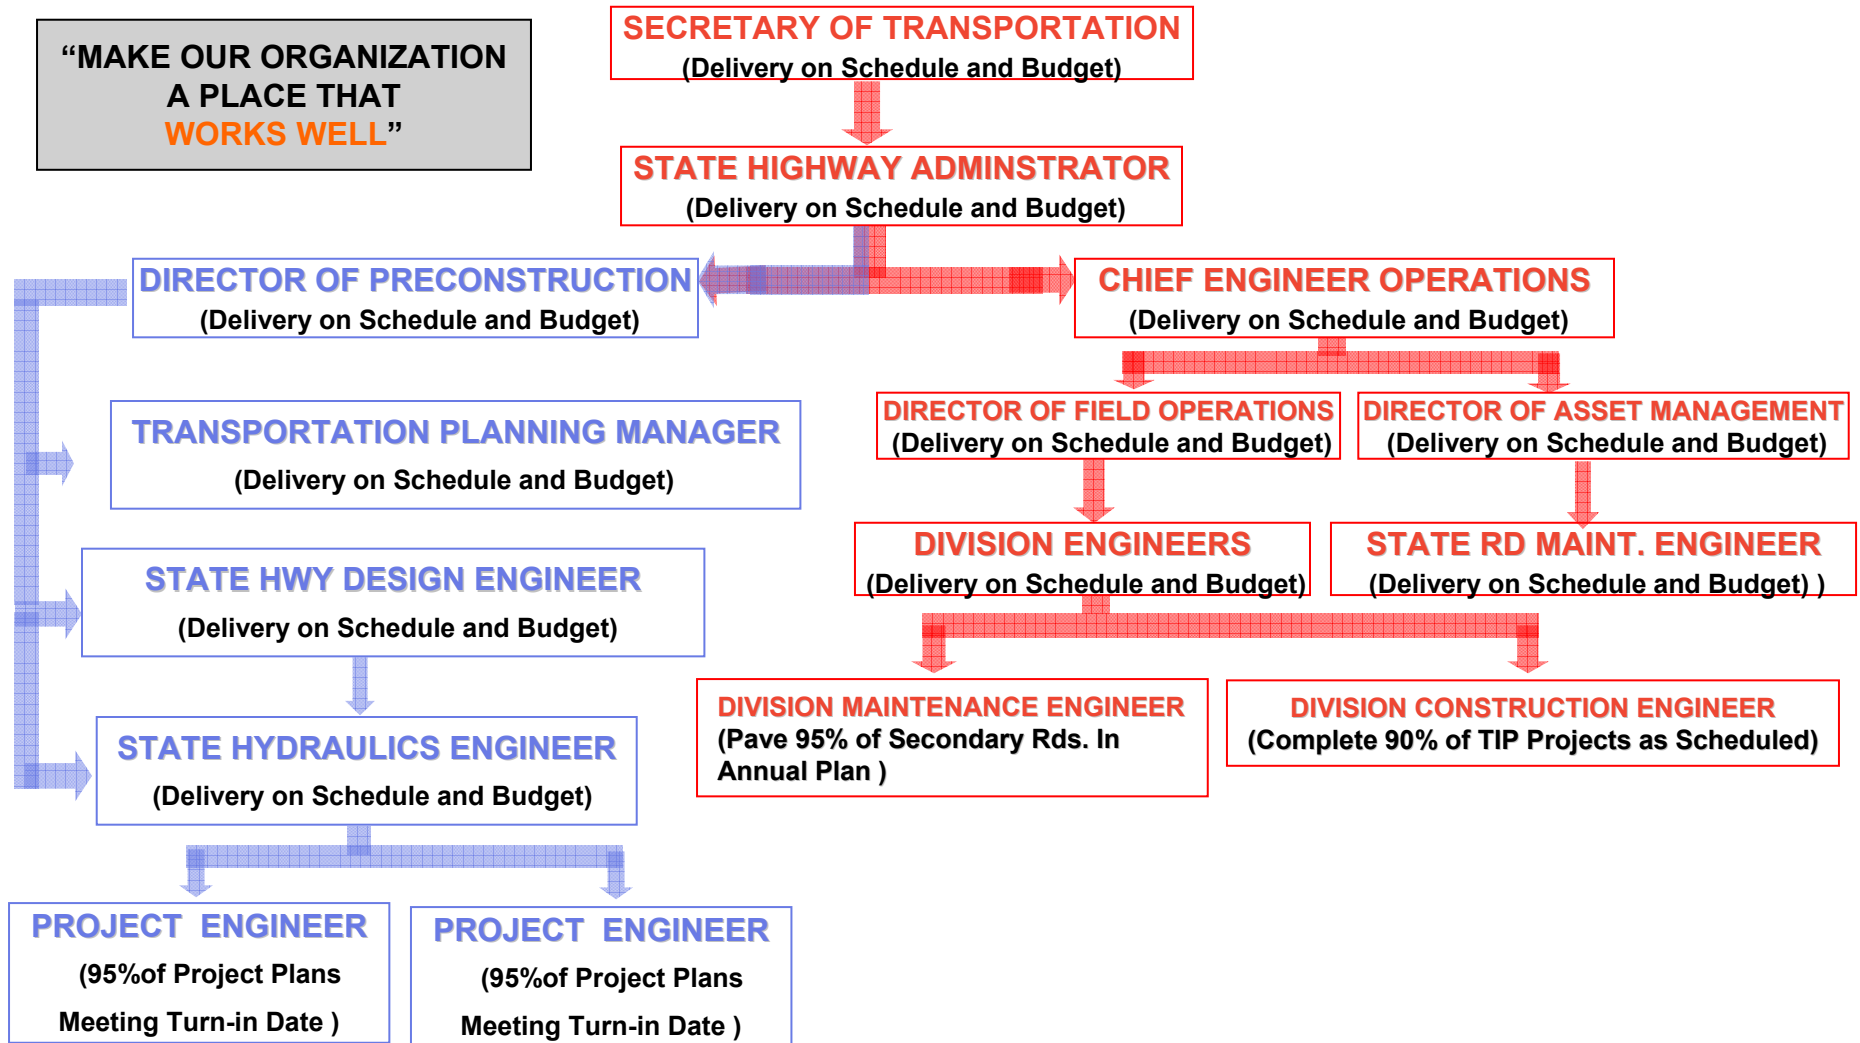 “MAKE OUR ORGANIZATION
A PLACE THAT
WORKS WELL”
SECRETARY OF TRANSPORTATION
(Delivery on Schedule and Budget)
STATE HIGHWAY ADMINSTRATOR
(Delivery on Schedule and Budget)
DIRECTOR OF PRECONSTRUCTION
(Delivery on Schedule and Budget)
CHIEF ENGINEER OPERATIONS
(Delivery on Schedule and Budget)
TRANSPORTATION PLANNING MANAGER
(Delivery on Schedule and Budget)
DIRECTOR OF FIELD OPERATIONS
(Delivery on Schedule and Budget)
DIRECTOR OF ASSET MANAGEMENT
(Delivery on Schedule and Budget)
STATE HWY DESIGN ENGINEER
(Delivery on Schedule and Budget)
DIVISION ENGINEERS
(Delivery on Schedule and Budget)
STATE RD MAINT. ENGINEER
(Delivery on Schedule and Budget) )
STATE HYDRAULICS ENGINEER
(Delivery on Schedule and Budget)
DIVISION MAINTENANCE ENGINEER
(Pave 95% of Secondary Rds. In
Annual Plan )
DIVISION CONSTRUCTION ENGINEER
(Complete 90% of TIP Projects as Scheduled)
PROJECT  ENGINEER
(95%of Project Plans
Meeting Turn-in Date )
PROJECT  ENGINEER
(95%of Project Plans
Meeting Turn-in Date )